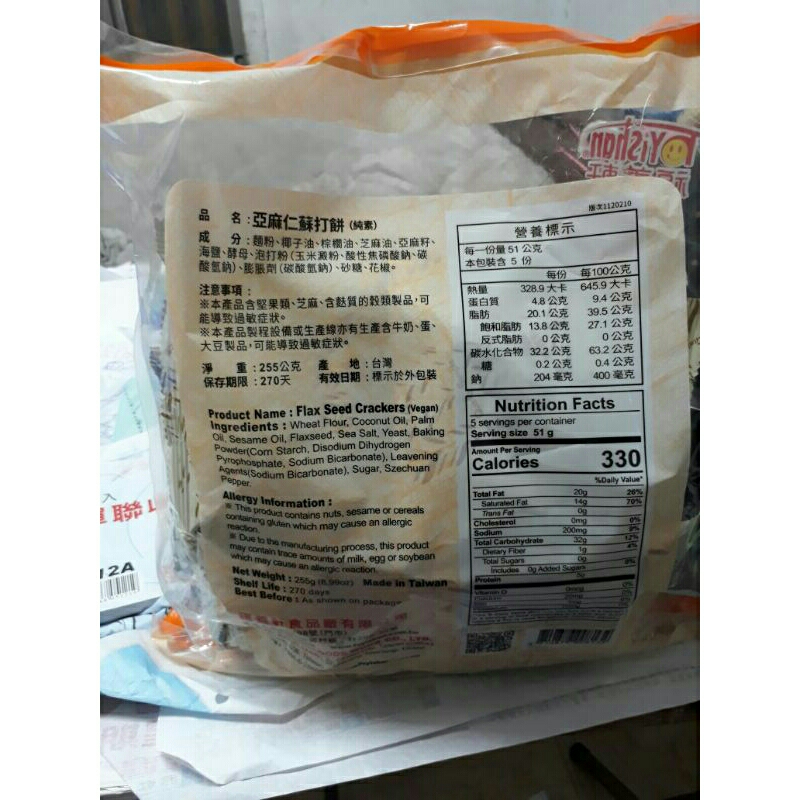 版次1120210
品 名:亞麻仁蘇打餅(純素)
成 分:麵粉、椰子油、棕櫚油、芝麻油、亞麻籽、
海鹽、酵母、泡打粉(玉米澱粉、酸性焦磷酸鈉、碳
酸氫鈉)、膨脹劑(碳酸氫鈉)、砂糖、花椒。
注意事項:
※本產品含堅果類、芝麻、含麩質的穀類製品,可
能導致過敏症狀。
※本產品製程設備或生產線亦有生產含牛奶、蛋、
大豆製品,可能導致過敏症狀。
淨 重:255公克 產 地:台灣
保存期限:270天 有效日期:標示於外包裝
Product Name : Flax Seed Crackers (Vegan)
Ingredients : Wheat Flour, Coconut Oil, Palm
Oil, Sesame Oil, Flaxseed, Sea Salt, Yeast, Baking
Powder(Corn Starch, Disodium Dihydrogen
Pyrophosphate, Sodium Bicarbonate), Leavening
Agents(Sodium Bicarbonate), Sugar, Szechuan
Pepper.
Allergy Information :
※ This product contains nuts, sesame or cereals
containing gluten which may cause an allergic
reaction.
※ Due to the manufacturing process, this product
may contain trace amounts of milk, egg or soybean
which may cause an allergic reaction.
Net Weight : 255g (8.99oz) Made in Taiwan
Shelf Life : 270 days
Best Before : As shown on package
營養標示
每一份量 51 公克
本包裝含 5 份
每份 每100公克
熱量 328.9 大卡 645.9 大卡
蛋白質 4.8 公克 9.4 公克
脂肪 20.1 公克 39.5 公克
飽和脂肪 13.8 公克 27.1 公克
反式脂肪 0 公克 0 公克
碳水化合物 32.2 公克 63.2 公克
糖 0.2 公克 0.4 公克
鈉 204 毫克 400 毫克
Nutrition Facts
5 servings per container
Serving size 51 g
Amount Per Serving
Calories 330
%Daily Value*
Total Fat 20g 26%
Saturated Fat 14g 70%
Trans Fat 0g
Cholesterol 0mg 0%
Sodium 200mg 9%
Total Carbohydrate 32g 12%
Dietary Fiber 1g 4%
Total Sugars 0g
Includes 0g Added Sugars 0%
Protein 5g
Vitamin D 0mcg 0%
食品廠有限
12A